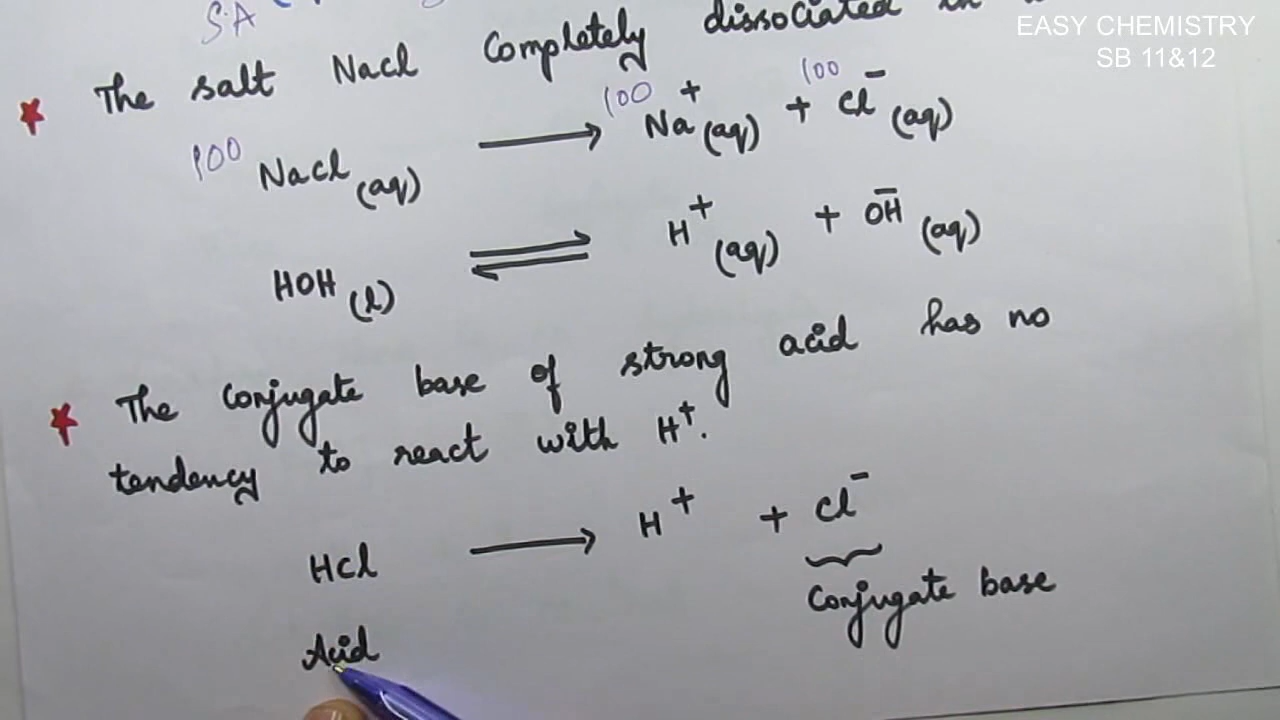 EASY CHEMISTRY
SB 11&12
S.A
The salt Nacl Completely dissociated in
100 100
100 Nacl(aq) ⟶ Na⁺(aq) + Cl⁻(aq)
HOH(l) ⇌ H⁺(aq) + OH⁻(aq)
The Conjugate base of strong acid has no
tendency to react with H⁺.
HCl ⟶ H⁺ + Cl⁻
Conjugate base
Acid